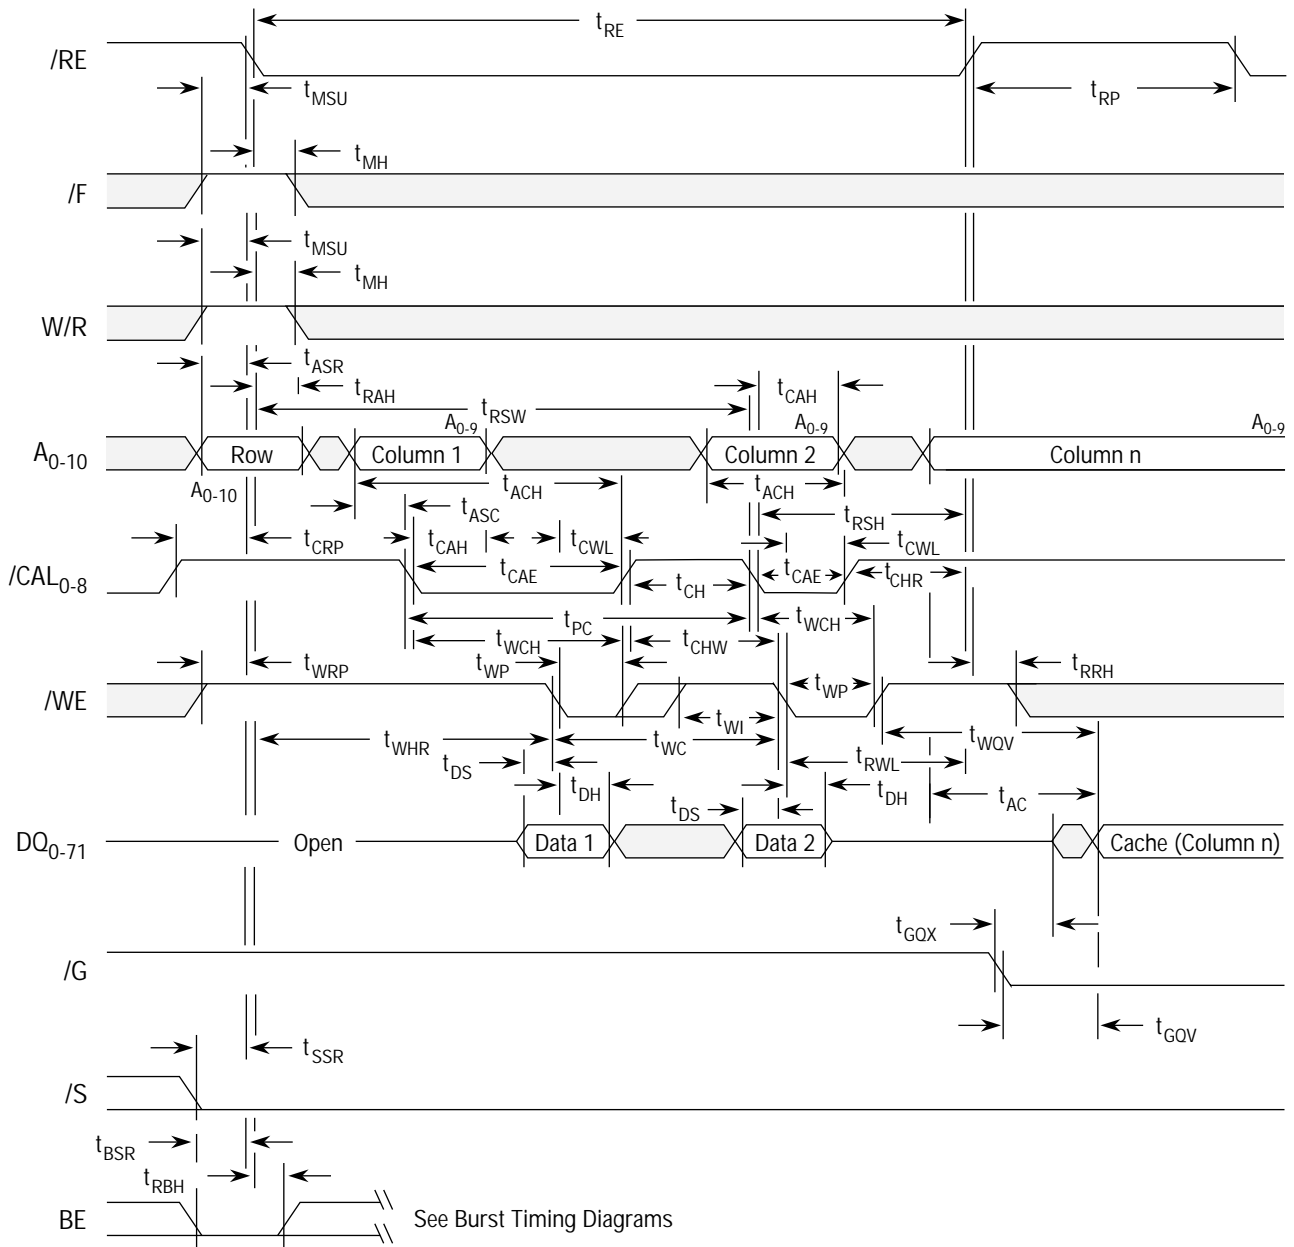 tRE
/RE
tMSU
tRP
tMH
/F
tMSU
tMH
W/R
tASR
tRAH
tCAH
tRSW
A0-9
A0-9
A0-9
A0-10
Row
Column 1
Column 2
Column n
A0-10
tACH
tACH
tASC
tRSH
tCRP
tCAH
tCWL
tCWL
/CAL0-8
tCAE
tCH
tCAE
tCHR
tPC
tWCH
tWCH
tCHW
tWRP
tWP
tRRH
/WE
tWP
tWI
tWHR
tWC
tWQV
tDS
tRWL
tDH
tDH
tDS
tAC
DQ0-71
Open
Data 1
Data 2
Cache (Column n)
tGQX
/G
tGQV
tSSR
/S
tBSR
tRBH
BE
See Burst Timing Diagrams